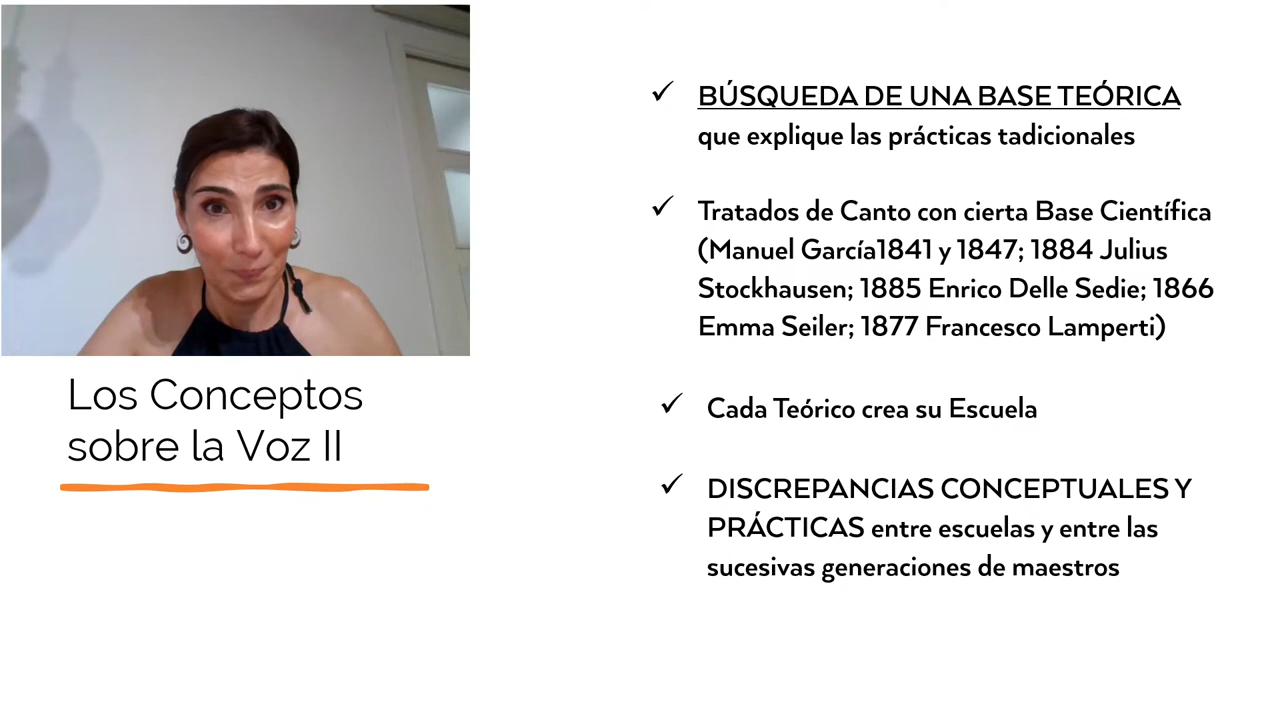 Los Conceptos
sobre la Voz II
✓ BÚSQUEDA DE UNA BASE TEÓRICA
que explique las prácticas tadicionales
✓ Tratados de Canto con cierta Base Científica
(Manuel García1841 y 1847; 1884 Julius
Stockhausen; 1885 Enrico Delle Sedie; 1866
Emma Seiler; 1877 Francesco Lamperti)
✓ Cada Teórico crea su Escuela
✓ DISCREPANCIAS CONCEPTUALES Y
PRÁCTICAS entre escuelas y entre las
sucesivas generaciones de maestros